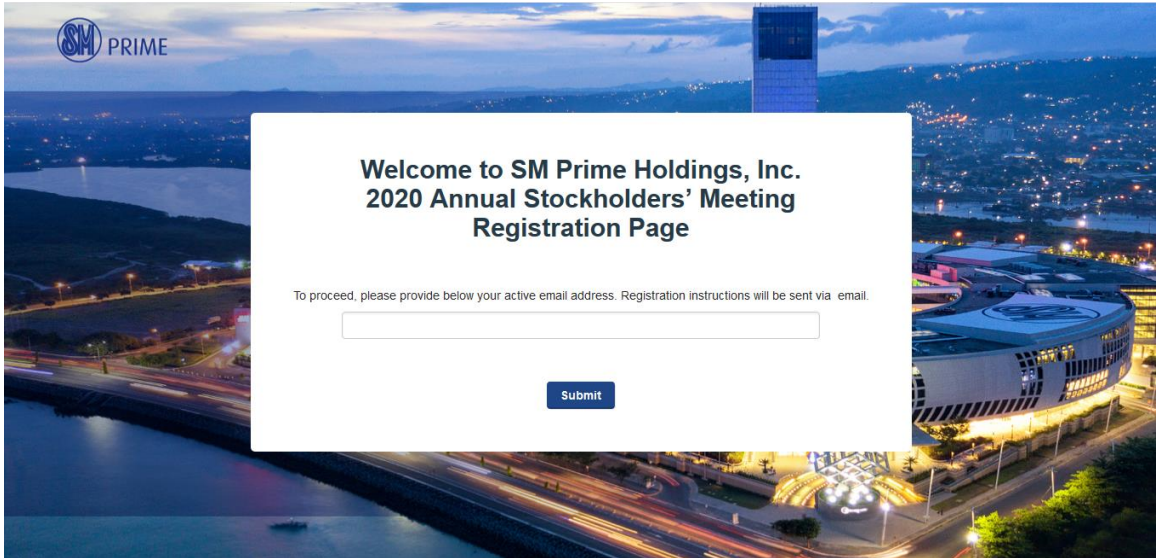 SM PRIME
Welcome to SM Prime Holdings, Inc.
2020 Annual Stockholders’ Meeting
Registration Page
To proceed, please provide below your active email address. Registration instructions will be sent via  email.
Submit